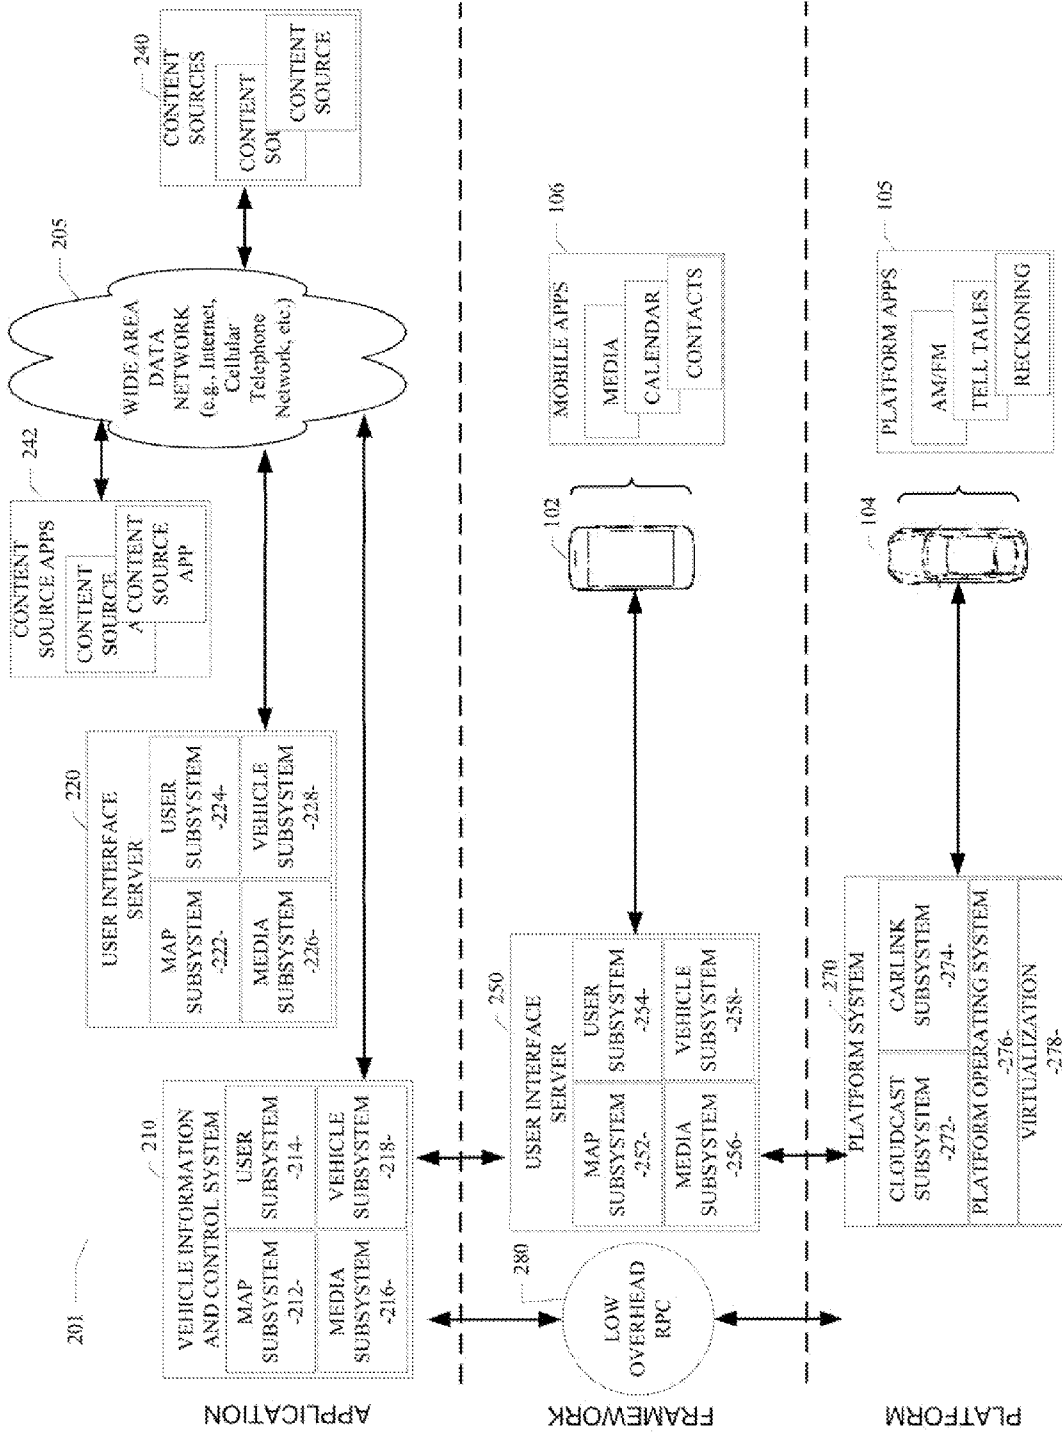 201
APPLICATION
VEHICLE INFORMATION
AND CONTROL SYSTEM
210
MAP
SUBSYSTEM
-212-
USER
SUBSYSTEM
-214-
MEDIA
SUBSYSTEM
-216-
VEHICLE
SUBSYSTEM
-218-
USER INTERFACE
SERVER
220
MAP
SUBSYSTEM
-222-
USER
SUBSYSTEM
-224-
MEDIA
SUBSYSTEM
-226-
VEHICLE
SUBSYSTEM
-228-
CONTENT
SOURCE APPS
242
CONTENT
SOURCE
A CONTENT
SOURCE
APP
WIDE AREA
DATA
NETWORK
(e.g., Internet,
Cellular
Telephone
Network, etc.)
205
CONTENT
SOURCES
240
CONTENT
SOU
CONTENT
SOURCE
FRAMEWORK
LOW
OVERHEAD
RPC
280
USER INTERFACE
SERVER
250
MAP
SUBSYSTEM
-252-
USER
SUBSYSTEM
-254-
MEDIA
SUBSYSTEM
-256-
VEHICLE
SUBSYSTEM
-258-
102
MOBILE APPS
106
MEDIA
CALENDAR
CONTACTS
PLATFORM
PLATFORM SYSTEM
270
CLOUDCAST
SUBSYSTEM
-272-
CARLINK
SUBSYSTEM
-274-
PLATFORM OPERATING SYSTEM
-276-
VIRTUALIZATION
-278-
104
PLATFORM APPS
105
AM/FM
TELL TALES
RECKONING